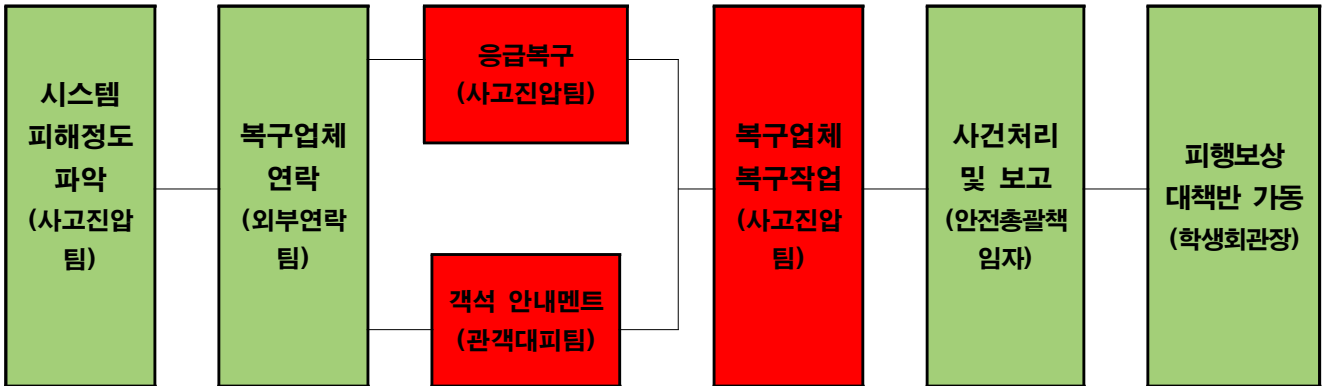 시스템
피해정도
파악
(사고진압
팀)
복구업체
연락
(외부연락
팀)
응급복구
(사고진압팀)
객석 안내멘트
(관객대피팀)
복구업체
복구작업
(사고진압
팀)
사건처리
및 보고
(안전총괄책
임자)
피행보상
대책반 가동
(학생회관장)